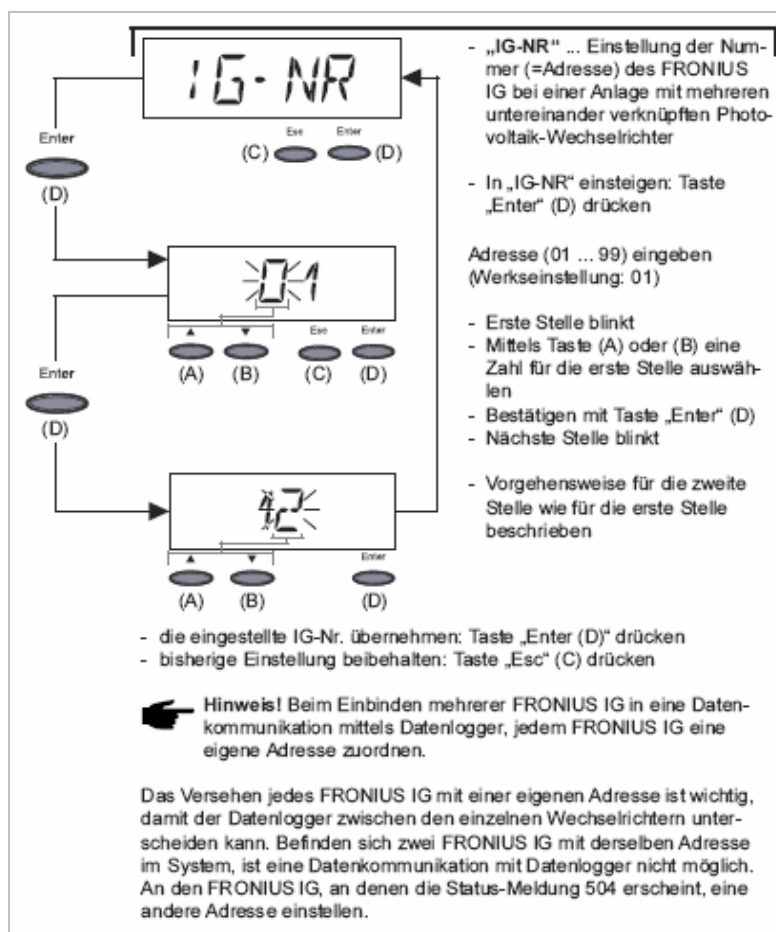 IG-NR
Esc Enter
(C) (D)
Enter
(D)
01
Esc Enter
(A) (B) (C) (D)
Enter
(D)
42
Enter
(A) (B) (D)
- „IG-NR“ ... Einstellung der Num-
mer (=Adresse) des FRONIUS
IG bei einer Anlage mit mehreren
untereinander verknüpften Photo-
voltaik-Wechselrichter
- In „IG-NR“ einsteigen: Taste
„Enter“ (D) drücken
Adresse (01 ... 99) eingeben
(Werkseinstellung: 01)
- Erste Stelle blinkt
- Mittels Taste (A) oder (B) eine
Zahl für die erste Stelle auswäh-
len
- Bestätigen mit Taste „Enter“ (D)
- Nächste Stelle blinkt
- Vorgehensweise für die zweite
Stelle wie für die erste Stelle
beschrieben
- die eingestellte IG-Nr. übernehmen: Taste „Enter (D)“ drücken
- bisherige Einstellung beibehalten: Taste „Esc“ (C) drücken
Hinweis! Beim Einbinden mehrerer FRONIUS IG in eine Daten-
kommunikation mittels Datenlogger, jedem FRONIUS IG eine
eigene Adresse zuordnen.
Das Versehen jedes FRONIUS IG mit einer eigenen Adresse ist wichtig,
damit der Datenlogger zwischen den einzelnen Wechselrichtern unter-
scheiden kann. Befinden sich zwei FRONIUS IG mit derselben Adresse
im System, ist eine Datenkommunikation mit Datenlogger nicht möglich.
An den FRONIUS IG, an denen die Status-Meldung 504 erscheint, eine
andere Adresse einstellen.